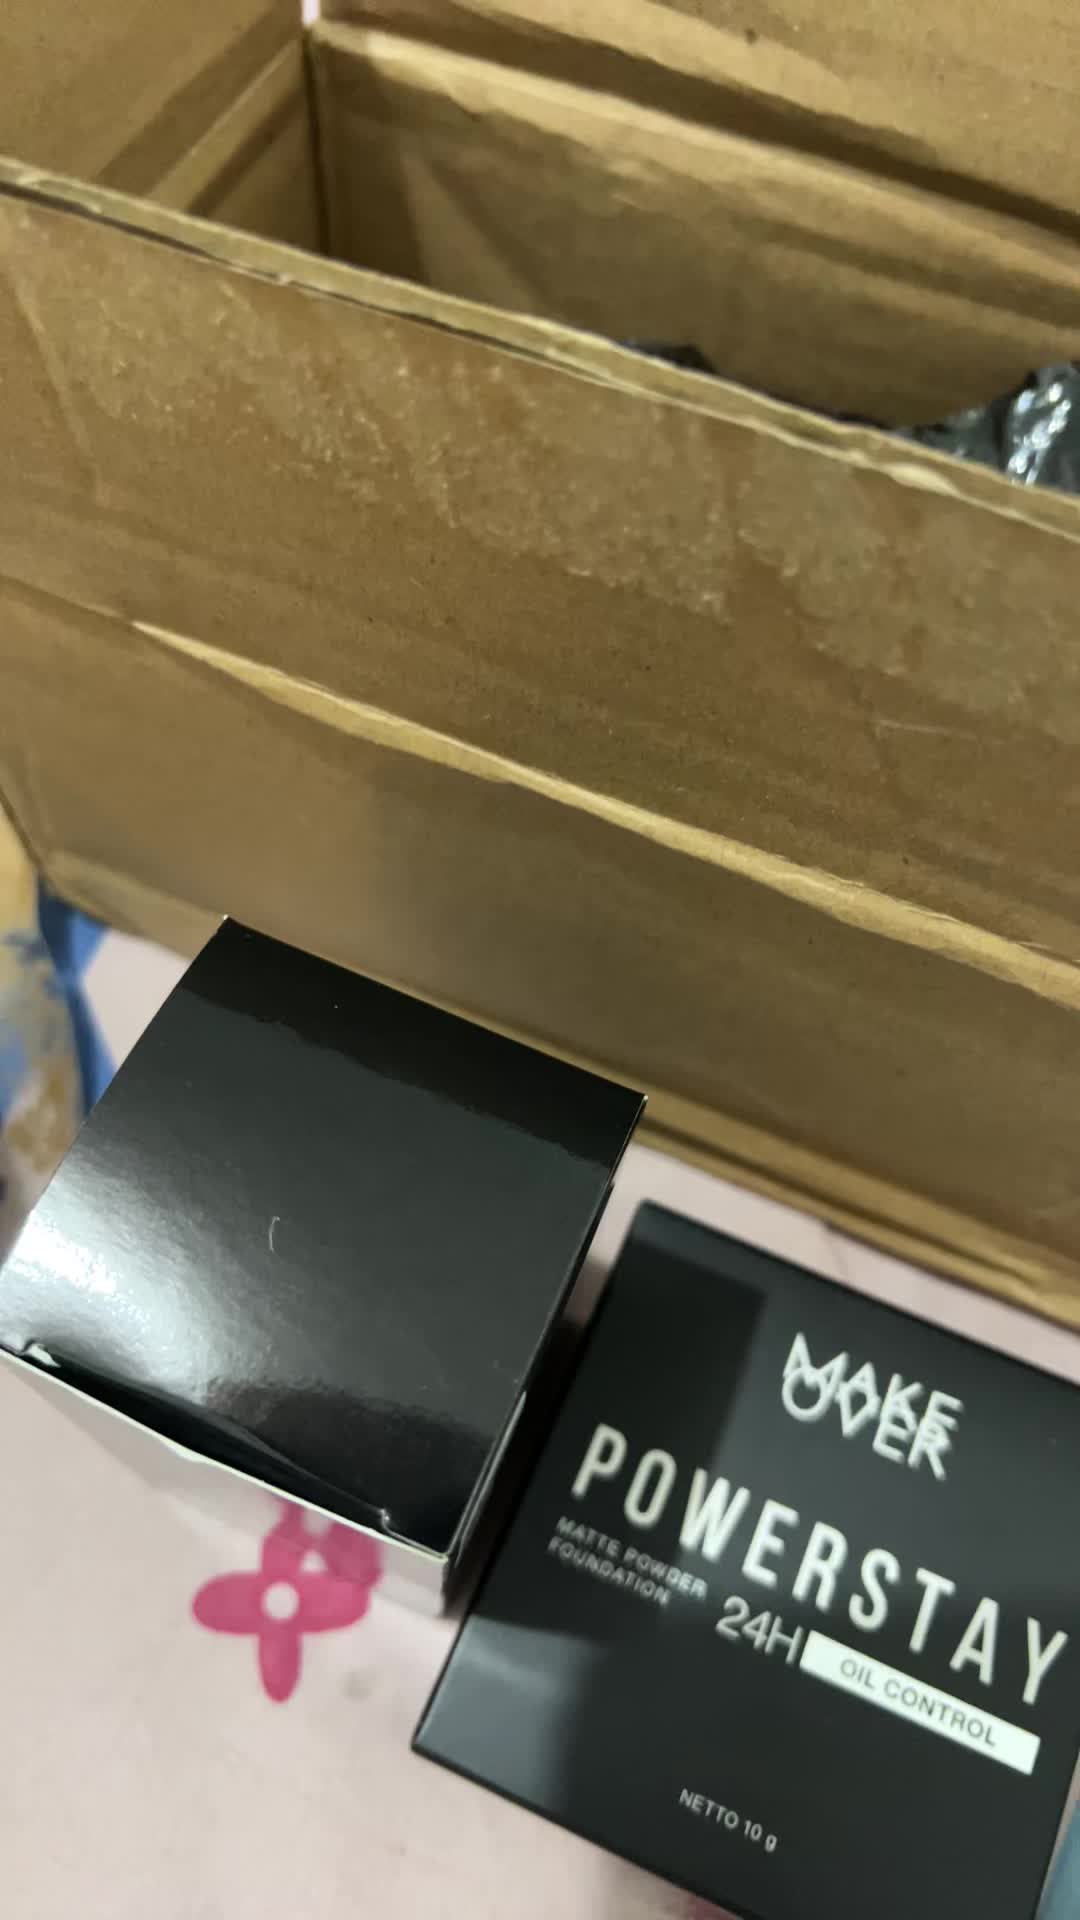 MAKE
OVER
POWERSTAY
MATTE POWDER
FOUNDATION
24H OIL CONTROL
NETTO 10 g